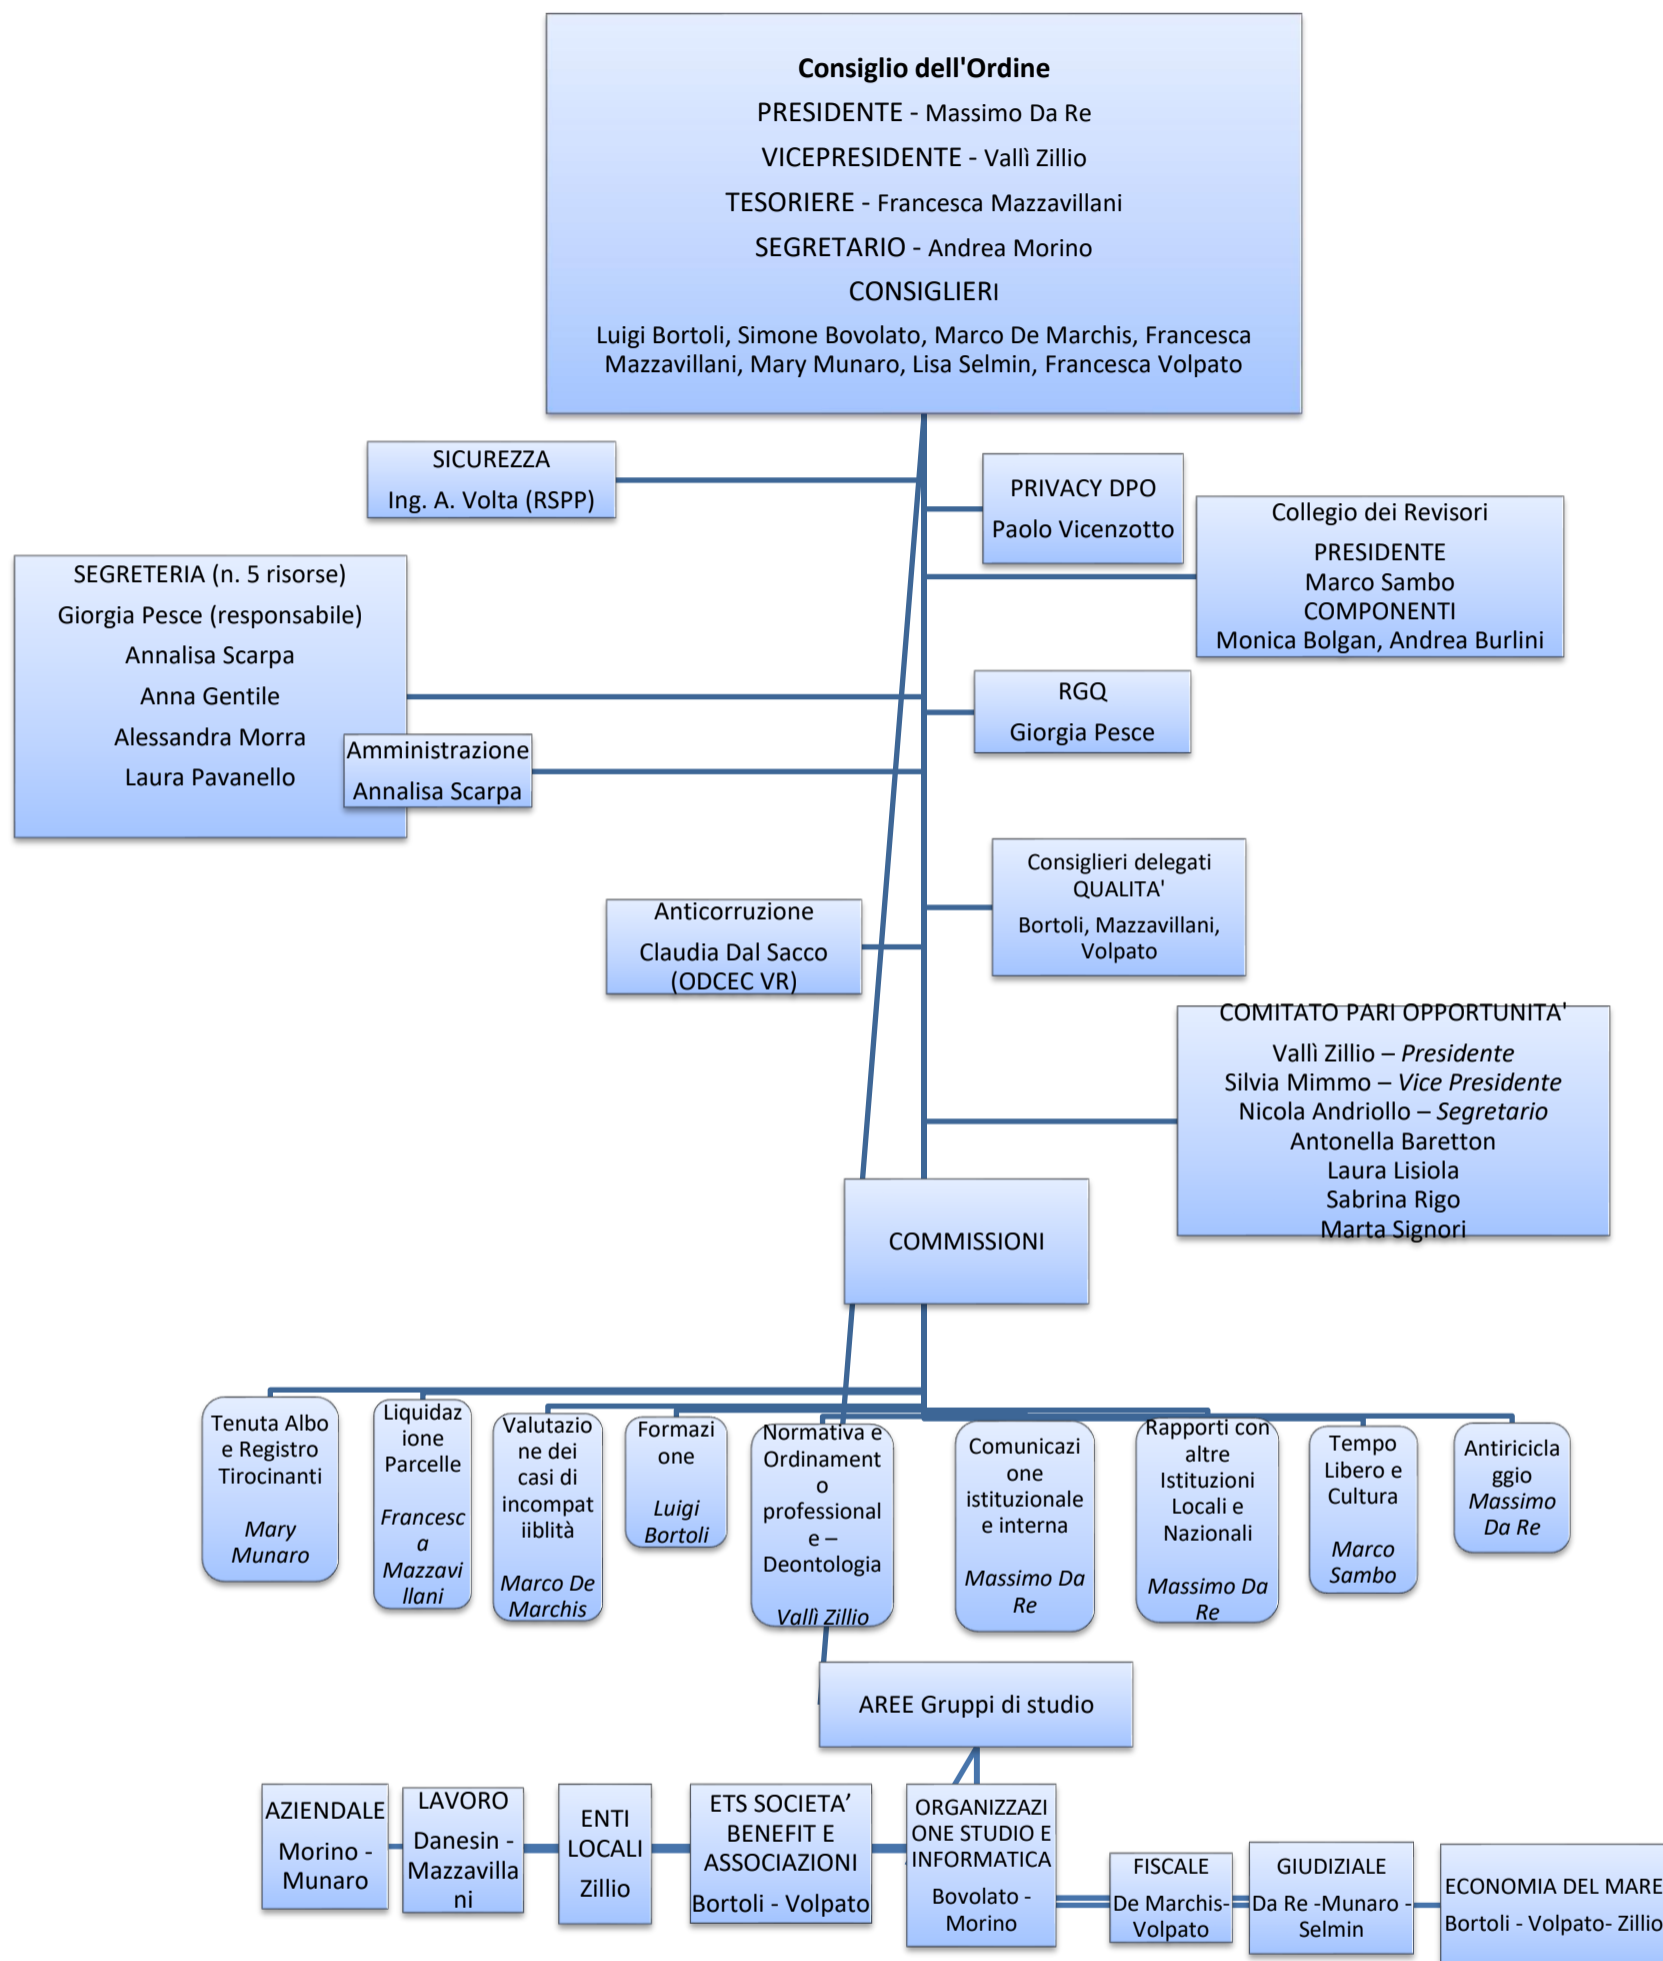 Consiglio dell'Ordine
PRESIDENTE - Massimo Da Re
VICEPRESIDENTE - Vallì Zillio
TESORIERE - Francesca Mazzavillani
SEGRETARIO - Andrea Morino
CONSIGLIERI
Luigi Bortoli, Simone Bovolato, Marco De Marchis, Francesca
Mazzavillani, Mary Munaro, Lisa Selmin, Francesca Volpato
SICUREZZA
Ing. A. Volta (RSPP)
PRIVACY DPO
Paolo Vicenzotto
Collegio dei Revisori
PRESIDENTE
Marco Sambo
COMPONENTI
Monica Bolgan, Andrea Burlini
SEGRETERIA (n. 5 risorse)
Giorgia Pesce (responsabile)
Annalisa Scarpa
Anna Gentile
Alessandra Morra
Laura Pavanello
Amministrazione
Annalisa Scarpa
RGQ
Giorgia Pesce
Consiglieri delegati
QUALITA'
Bortoli, Mazzavillani,
Volpato
Anticorruzione
Claudia Dal Sacco
(ODCEC VR)
COMITATO PARI OPPORTUNITA'
Vallì Zillio – Presidente
Silvia Mimmo – Vice Presidente
Nicola Andriollo – Segretario
Antonella Baretton
Laura Lisiola
Sabrina Rigo
Marta Signori
COMMISSIONI
Tenuta Albo
e Registro
Tirocinanti
Mary
Munaro
Liquidaz
ione
Parcelle
Francesc
a
Mazzavi
llani
Valutazio
ne dei
casi di
incompat
iiblità
Marco De
Marchis
Formazi
one
Luigi
Bortoli
Normativa e
Ordinament
o
professional
e –
Deontologia
Vallì Zillio
Comunicazi
one
istituzionale
e interna
Massimo Da
Re
Rapporti con
altre
Istituzioni
Locali e
Nazionali
Massimo Da
Re
Tempo
Libero e
Cultura
Marco
Sambo
Antiricicla
ggio
Massimo
Da Re
AREE Gruppi di studio
AZIENDALE
Morino -
Munaro
LAVORO
Danesin -
Mazzavilla
ni
ENTI
LOCALI
Zillio
ETS SOCIETA’
BENEFIT E
ASSOCIAZIONI
Bortoli - Volpato
ORGANIZZAZI
ONE STUDIO E
INFORMATICA
Bovolato -
Morino
FISCALE
De Marchis-
Volpato
GIUDIZIALE
Da Re -Munaro -
Selmin
ECONOMIA DEL MARE
Bortoli - Volpato- Zillio